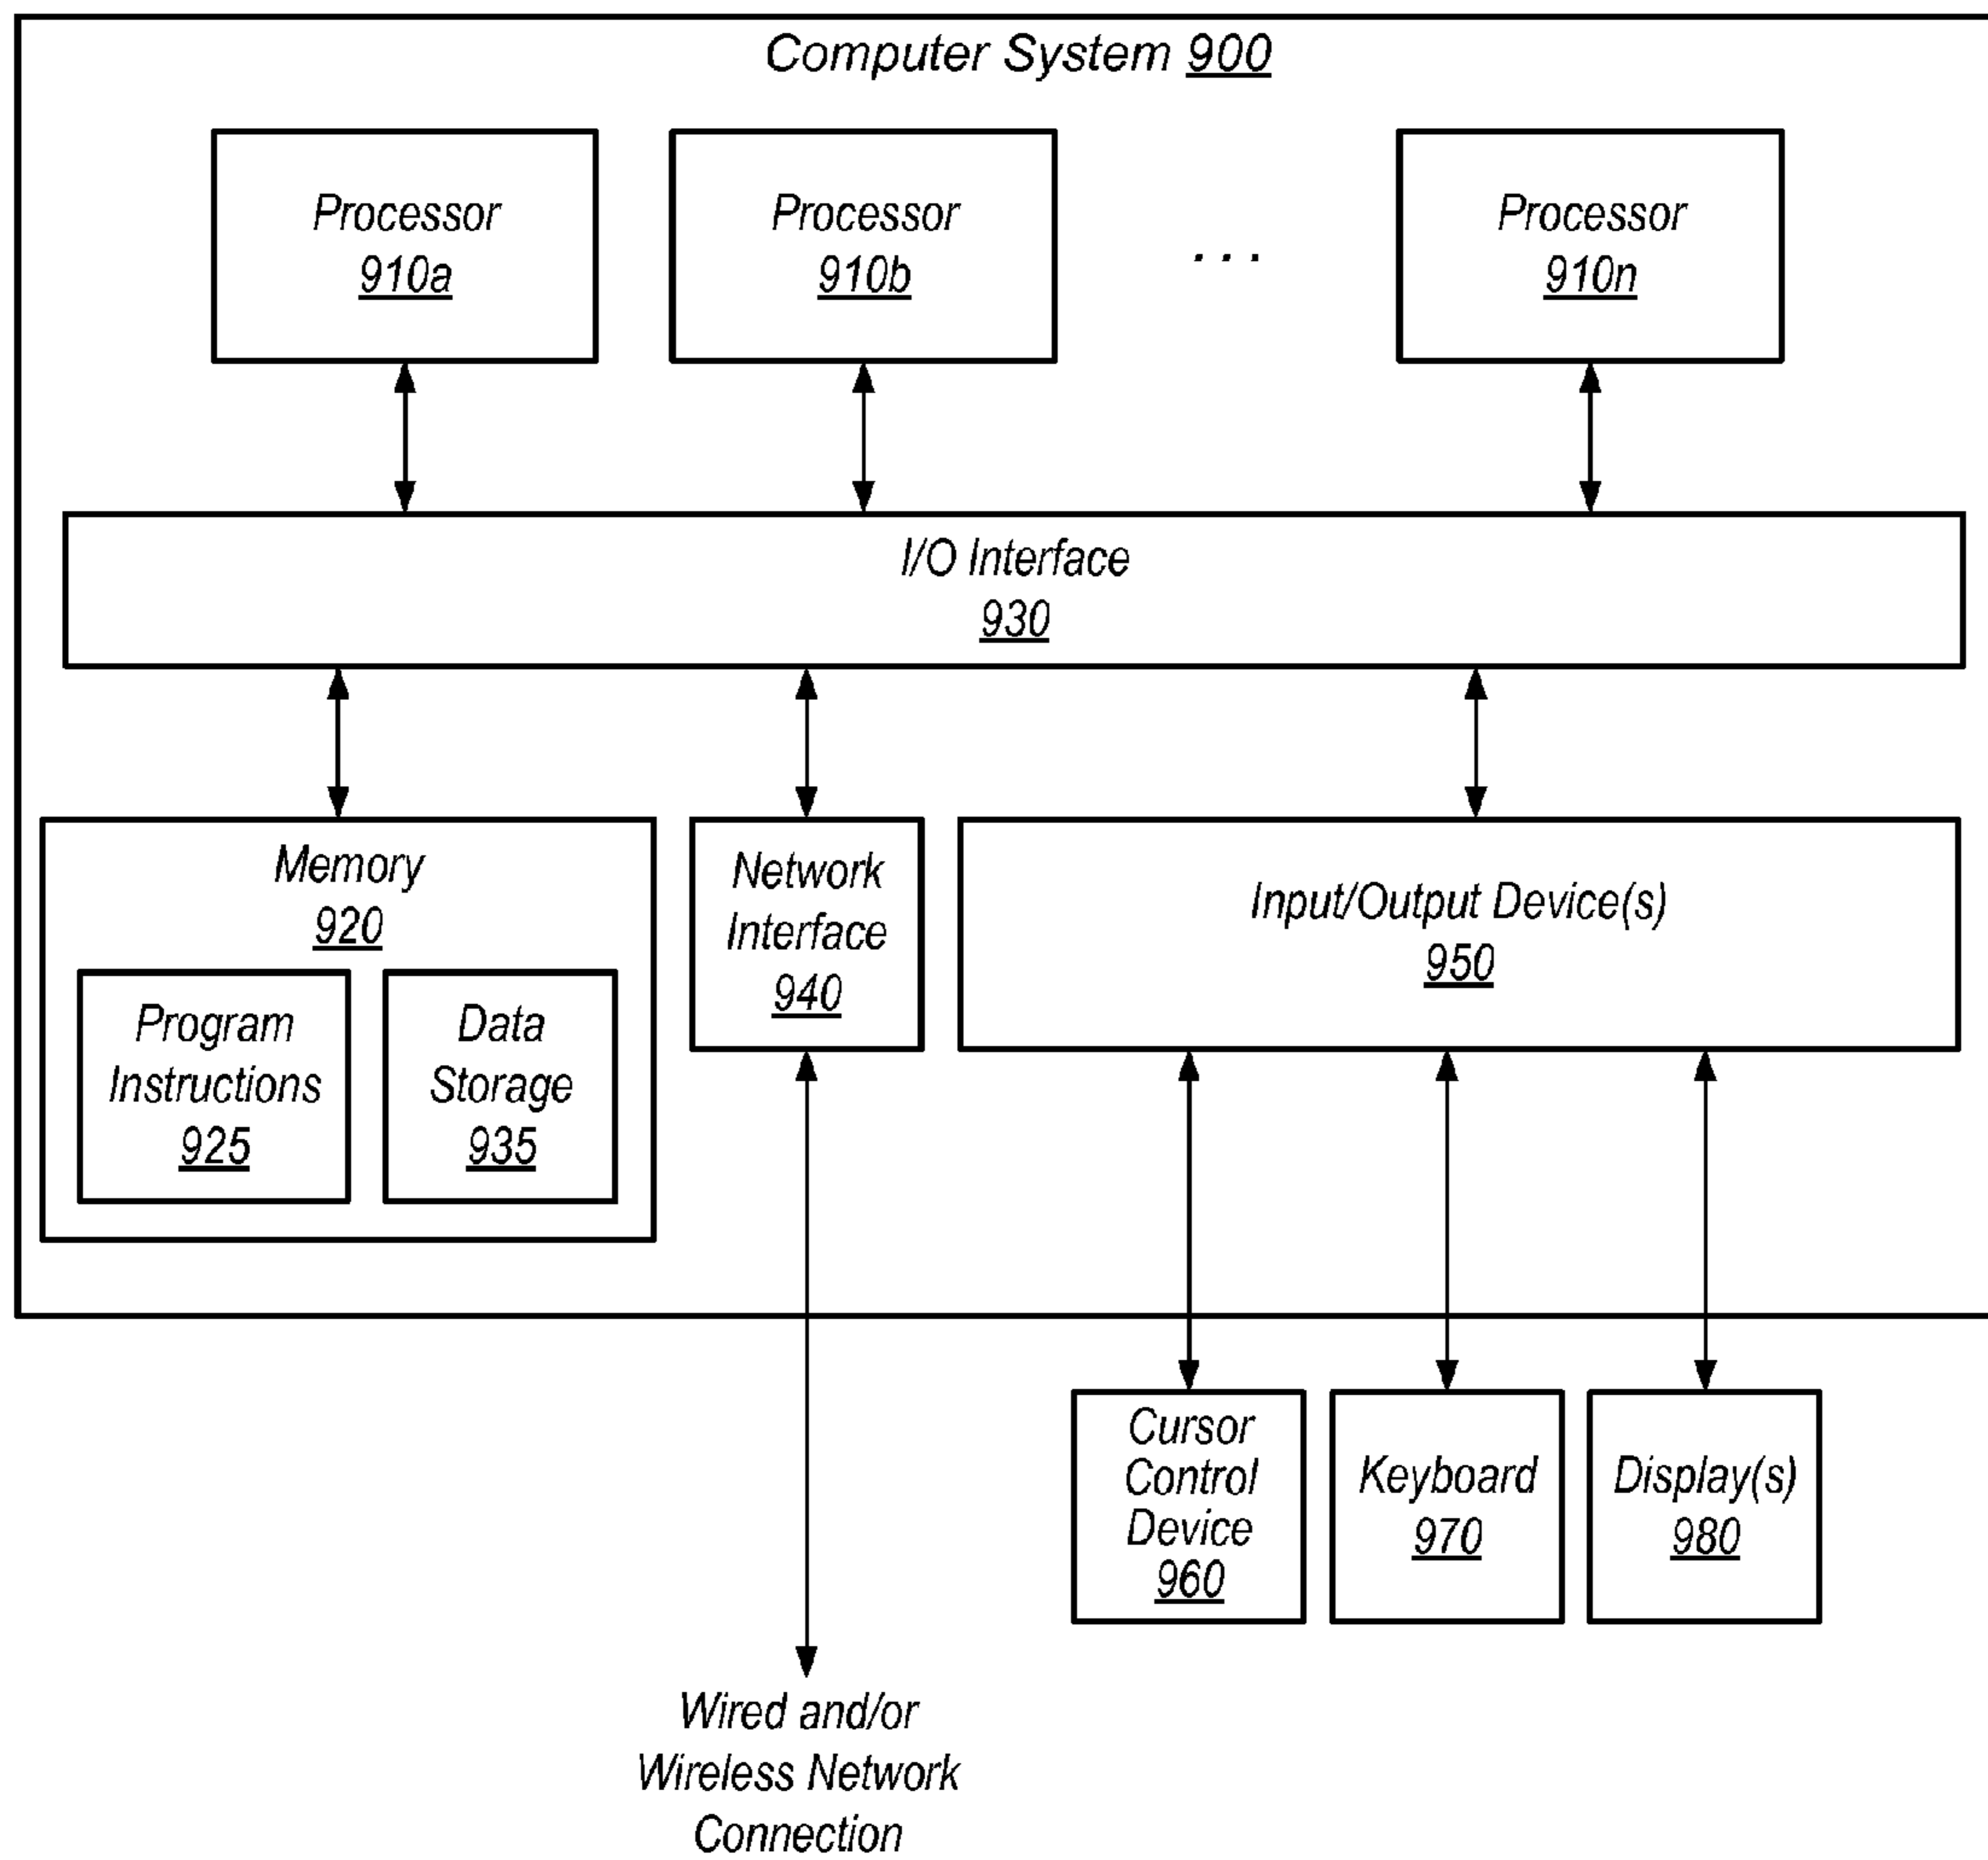 Computer System 900
Processor
910a
Processor
910b
. . .
Processor
910n
I/O Interface
930
Memory
920
Program
Instructions
925
Data
Storage
935
Network
Interface
940
Input/Output Device(s)
950
Cursor
Control
Device
960
Keyboard
970
Display(s)
980
Wired and/or
Wireless Network
Connection